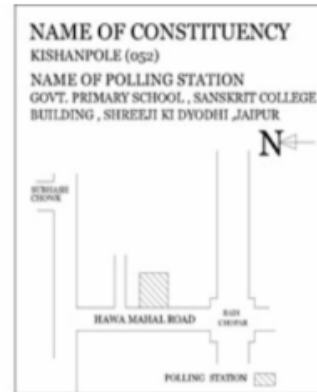 NAME OF CONSTITUENCY
KISHANPOLE (052)
NAME OF POLLING STATION
GOVT. PRIMARY SCHOOL , SANSKRIT COLLEGE
BUILDING , SHREEJI KI DYODHI ,JAIPUR
N
SUBHASH
CHOWK
HAWA MAHAL ROAD
BADI
CHOPAR
POLLING STATION